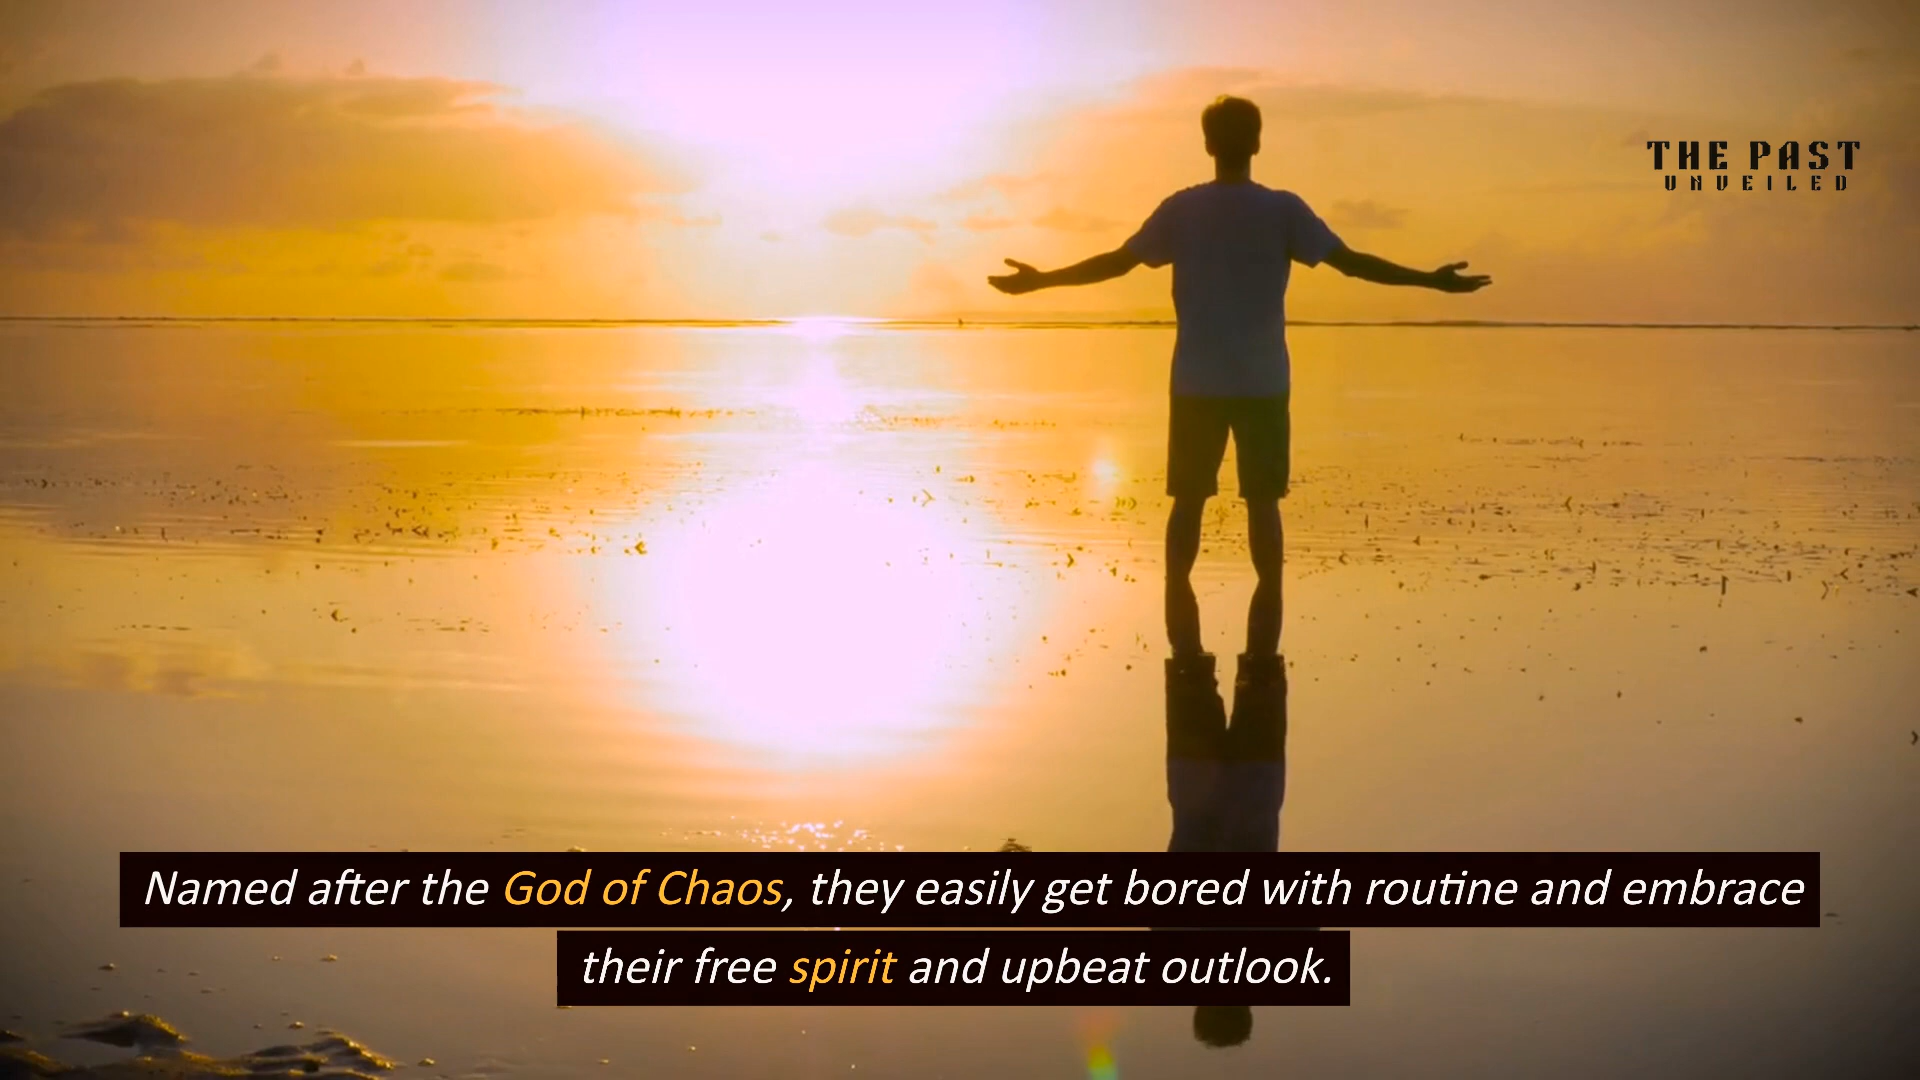 THE PAST
UNVEILED
Named after the God of Chaos, they easily get bored with routine and embrace
their free spirit and upbeat outlook.